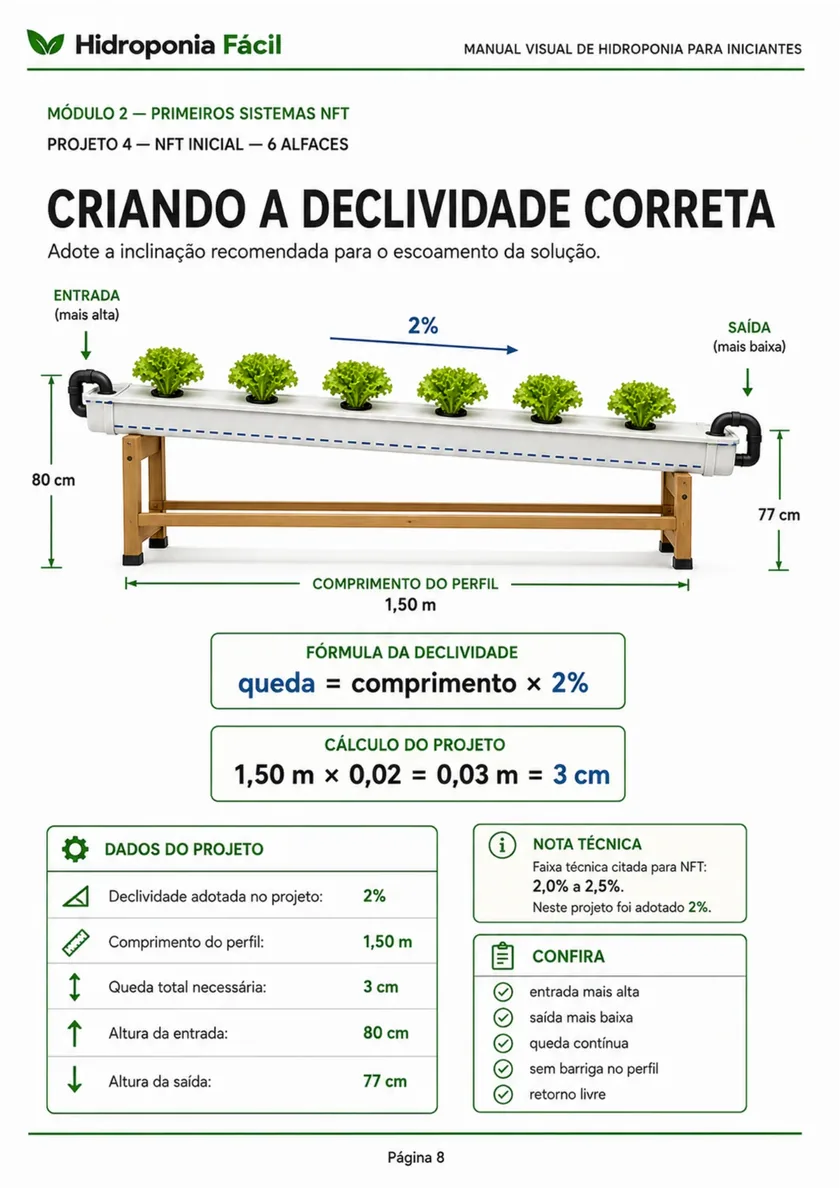 Hidroponia Fácil
MANUAL VISUAL DE HIDROPONIA PARA INICIANTES
MÓDULO 2 — PRIMEIROS SISTEMAS NFT
PROJETO 4 — NFT INICIAL — 6 ALFACES
CRIANDO A DECLIVIDADE CORRETA
Adote a inclinação recomendada para o escoamento da solução.
ENTRADA
(mais alta)
2%
SAÍDA
(mais baixa)
80 cm
77 cm
COMPRIMENTO DO PERFIL
1,50 m
FÓRMULA DA DECLIVIDADE
queda = comprimento × 2%
CÁLCULO DO PROJETO
1,50 m × 0,02 = 0,03 m = 3 cm
DADOS DO PROJETO
Declividade adotada no projeto: 2%
Comprimento do perfil: 1,50 m
Queda total necessária: 3 cm
Altura da entrada: 80 cm
Altura da saída: 77 cm
NOTA TÉCNICA
Faixa técnica citada para NFT:
2,0% a 2,5%.
Neste projeto foi adotado 2%.
CONFIRA
entrada mais alta
saída mais baixa
queda contínua
sem barriga no perfil
retorno livre
Página 8